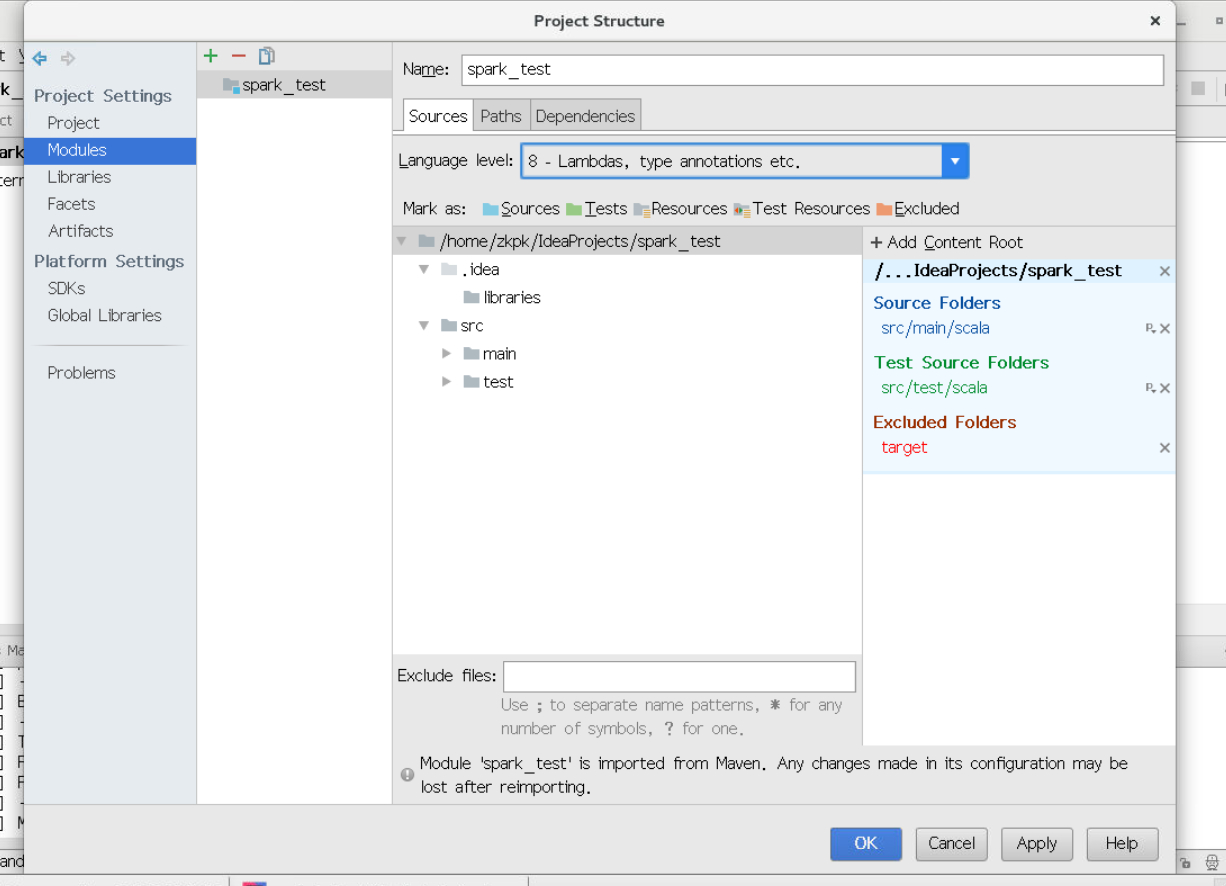 Project Structure
Project Settings
Project
Modules
Libraries
Facets
Artifacts
Platform Settings
SDKs
Global Libraries
Problems
spark_test
Name: spark_test
Sources Paths Dependencies
Language level: 8 - Lambdas, type annotations etc.
Mark as: Sources Tests Resources Test Resources Excluded
/home/zkpk/IdeaProjects/spark_test
.idea
libraries
src
main
test
+ Add Content Root
/...IdeaProjects/spark_test
Source Folders
src/main/scala
Test Source Folders
src/test/scala
Excluded Folders
target
Exclude files:
Use ; to separate name patterns, * for any
number of symbols, ? for one.
Module 'spark_test' is imported from Maven. Any changes made in its configuration may be
lost after reimporting.
OK Cancel Apply Help